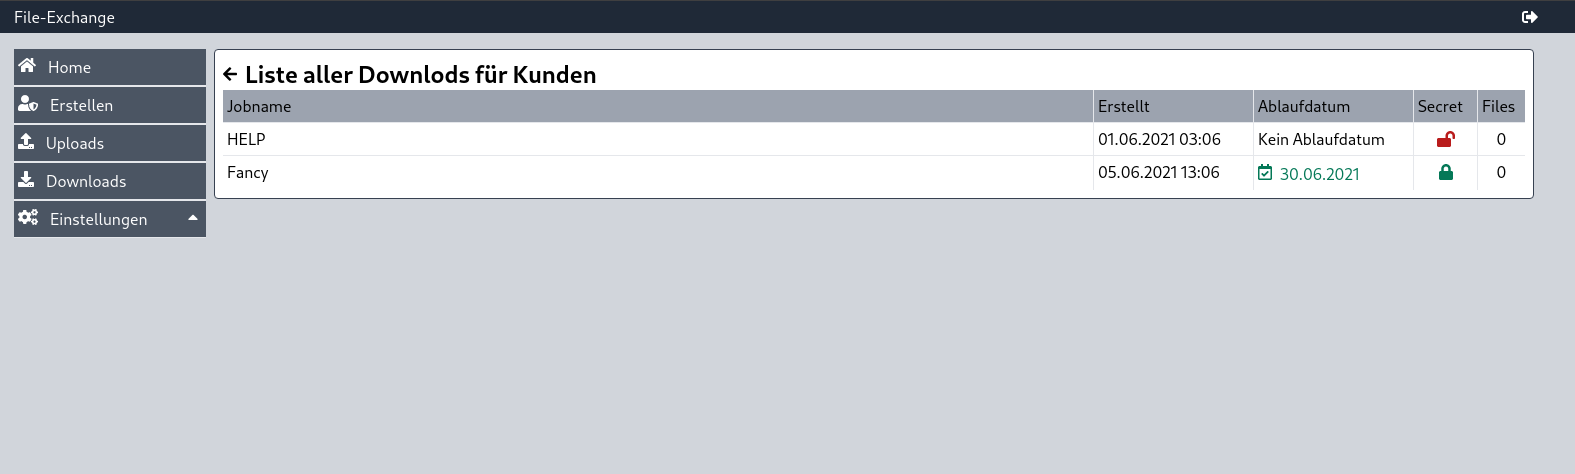 File-Exchange
Home
Erstellen
Uploads
Downloads
Einstellungen
Liste aller Downlods für Kunden
Jobname Erstellt Ablaufdatum Secret Files
HELP 01.06.2021 03:06 Kein Ablaufdatum 0
Fancy 05.06.2021 13:06 30.06.2021 0